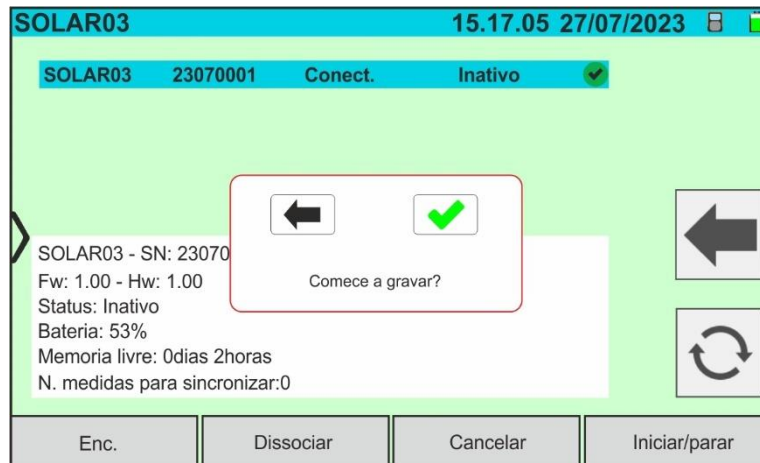 SOLAR03 15.17.05 27/07/2023
SOLAR03 23070001 Conect. Inativo
Comece a gravar?
SOLAR03 - SN: 23070
Fw: 1.00 - Hw: 1.00
Status: Inativo
Bateria: 53%
Memoria livre: 0dias 2horas
N. medidas para sincronizar:0
Enc. Dissociar Cancelar Iniciar/parar